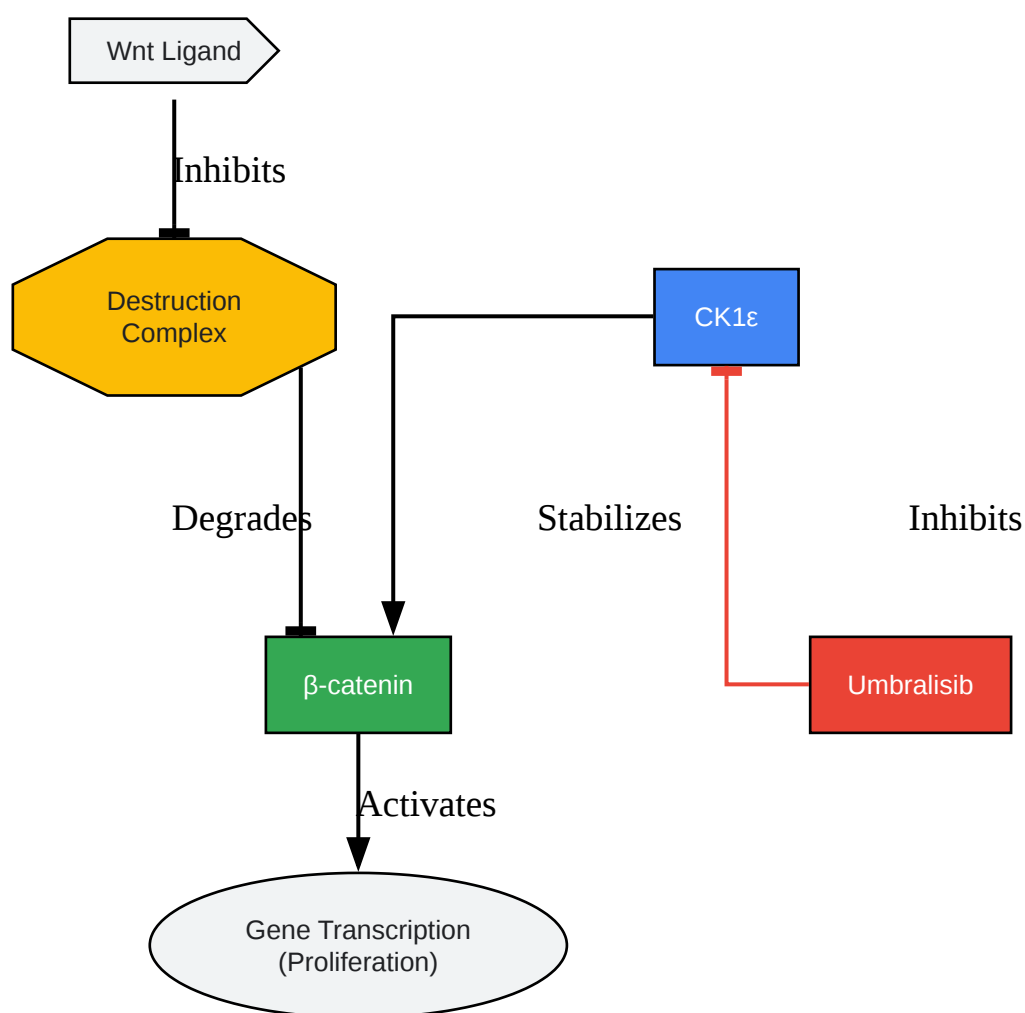 Wnt Ligand
Inhibits
Destruction
Complex
CK1ε
Degrades
Stabilizes
Inhibits
β-catenin
Umbralisib
Activates
Gene Transcription
(Proliferation)